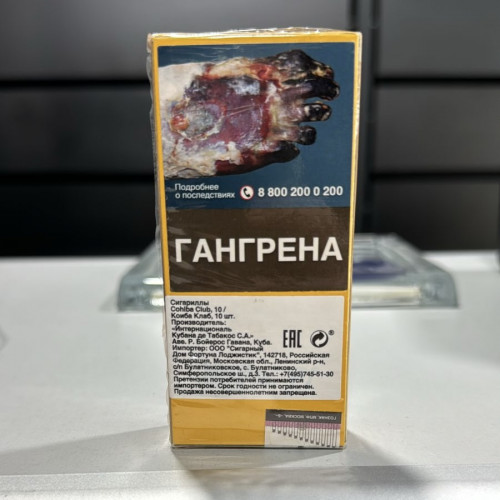 Подробнее
о последствиях 8 800 200 0 200
ГАНГРЕНА
Сигариллы
Cohiba Club, 10 /
Коиба Клаб, 10 шт.
Производитель:
«Интернациональ
Кубана де Табакос С.А.»
Аве. Р. Бойерос Гавана, Куба.
Импортер: ООО "Сигарный
Дом Фортуна Лоджистик", 142718, Российская
Федерация, Московская обл., Ленинский р-н,
с/п Булатниковское, с. Булатниково,
Симферопольское ш., д.3. Тел.: +7(495)745-61-30
Претензии потребителей принимаются
импортером. Срок годности не ограничен.
Продажа несовершеннолетним запрещена.
EAC